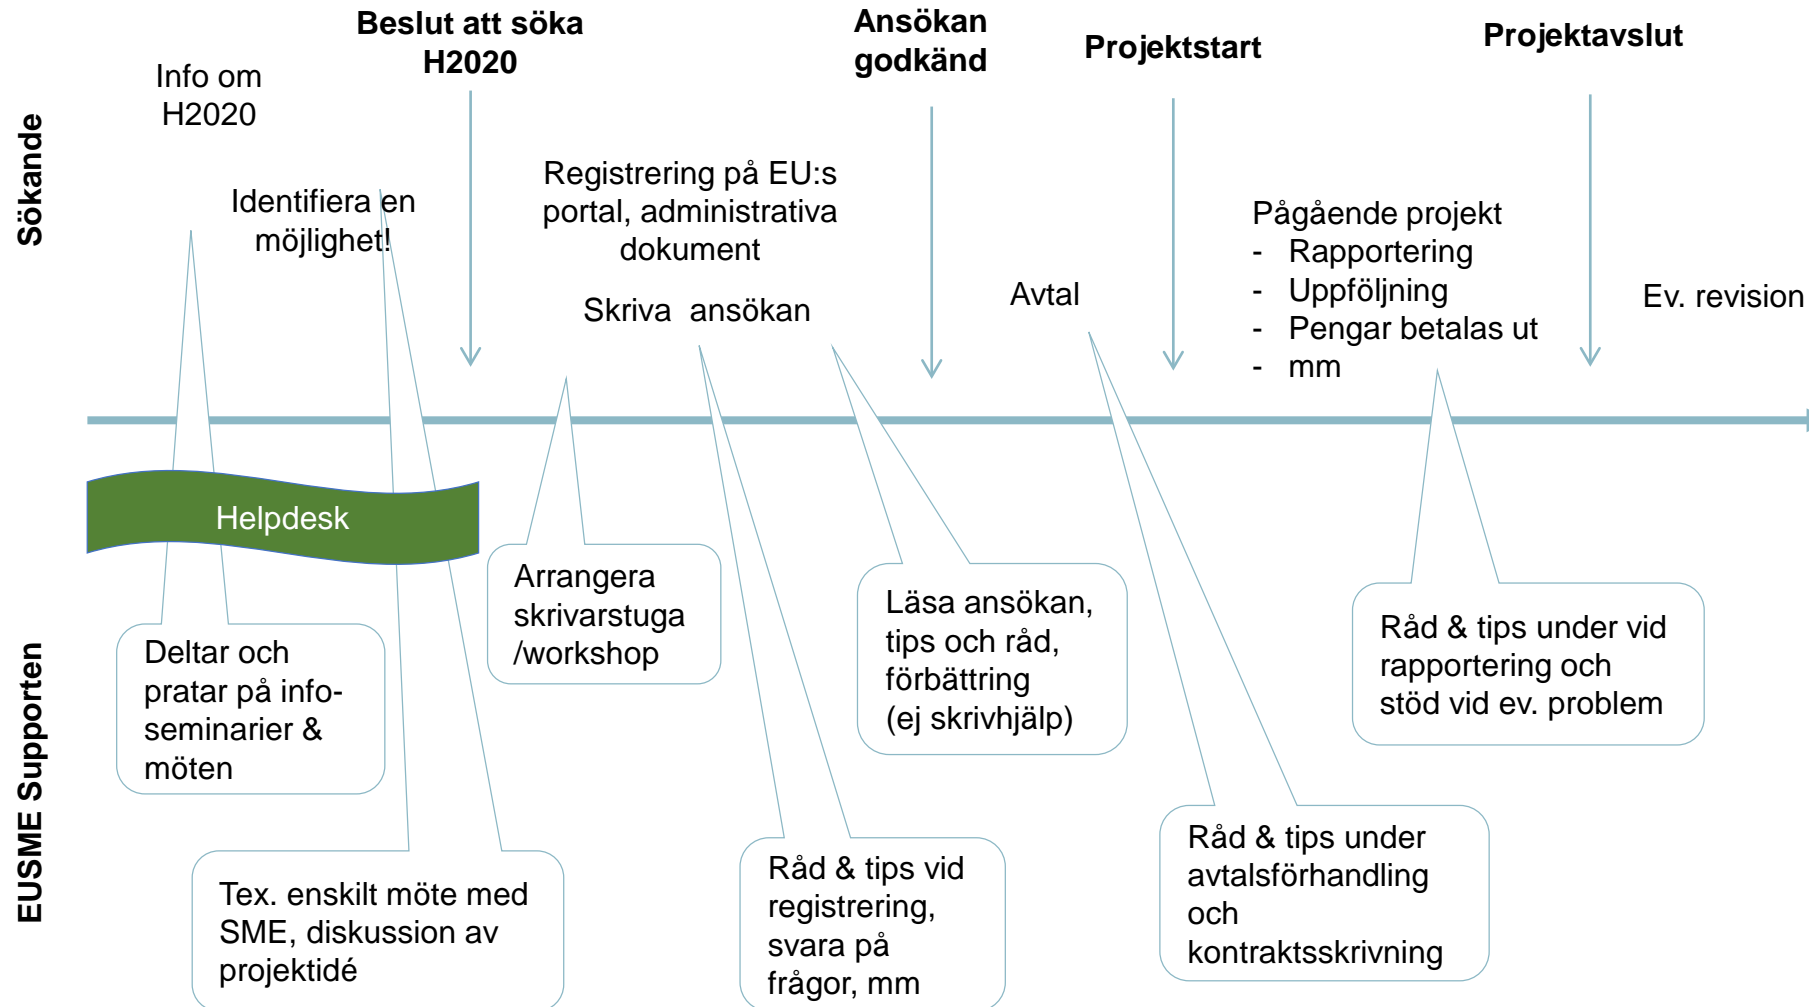 Beslut att söka
H2020
Ansökan
godkänd
Projektstart
Projektavslut
Sökande
Info om
H2020
Identifiera en
möjlighet!
Registrering på EU:s
portal, administrativa
dokument
Skriva ansökan
Avtal
Pågående projekt
- Rapportering
- Uppföljning
- Pengar betalas ut
- mm
Ev. revision
EUSME Supporten
Helpdesk
Deltar och
pratar på info-
seminarier &
möten
Tex. enskilt möte med
SME, diskussion av
projektidé
Arrangera
skrivarstuga
/workshop
Råd & tips vid
registrering,
svara på
frågor, mm
Läsa ansökan,
tips och råd,
förbättring
(ej skrivhjälp)
Råd & tips under
avtalsförhandling
och
kontraktsskrivning
Råd & tips under vid
rapportering och
stöd vid ev. problem